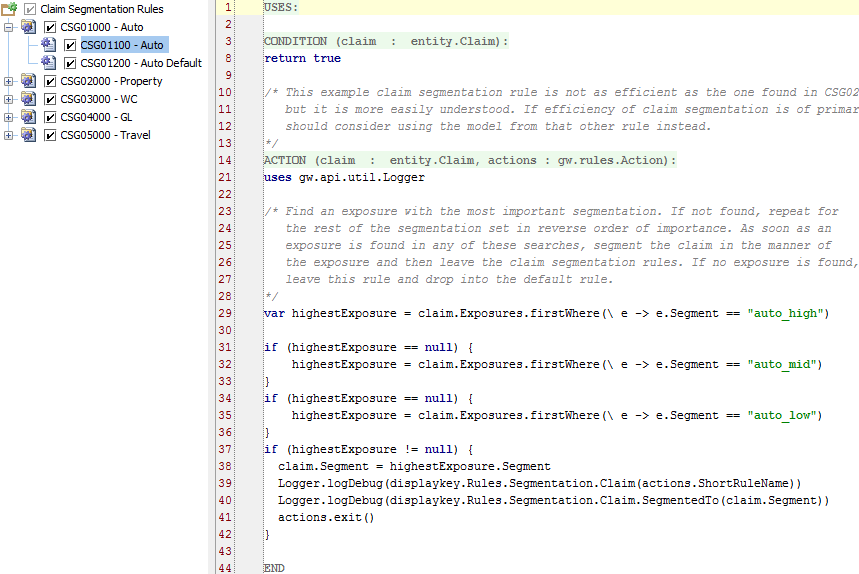 Claim Segmentation Rules
CSG01000 - Auto
CSG01100 - Auto
CSG01200 - Auto Default
CSG02000 - Property
CSG03000 - WC
CSG04000 - GL
CSG05000 - Travel
1 USES:
2
3 CONDITION (claim  :  entity.Claim):
8 return true
9
10 /* This example claim segmentation rule is not as efficient as the one found in CSG02
11    but it is more easily understood. If efficiency of claim segmentation is of primar
12    should consider using the model from that other rule instead.
13 */
14 ACTION (claim  :  entity.Claim, actions : gw.rules.Action):
21 uses gw.api.util.Logger
22
23 /* Find an exposure with the most important segmentation. If not found, repeat for
24    the rest of the segmentation set in reverse order of importance. As soon as an
25    exposure is found in any of these searches, segment the claim in the manner of
26    the exposure and then leave the claim segmentation rules. If no exposure is found,
27    leave this rule and drop into the default rule.
28 */
29 var highestExposure = claim.Exposures.firstWhere(\ e -> e.Segment == "auto_high")
30
31 if (highestExposure == null) {
32     highestExposure = claim.Exposures.firstWhere(\ e -> e.Segment == "auto_mid")
33 }
34 if (highestExposure == null) {
35     highestExposure = claim.Exposures.firstWhere(\ e -> e.Segment == "auto_low")
36 }
37 if (highestExposure != null) {
38   claim.Segment = highestExposure.Segment
39   Logger.logDebug(displaykey.Rules.Segmentation.Claim(actions.ShortRuleName))
40   Logger.logDebug(displaykey.Rules.Segmentation.Claim.SegmentedTo(claim.Segment))
41   actions.exit()
42 }
43
44 END